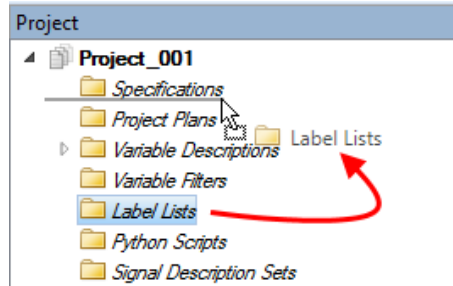 Project
Project_001
Specifications
Project Plans
Label Lists
Variable Descriptions
Variable Filters
Label Lists
Python Scripts
Signal Description Sets